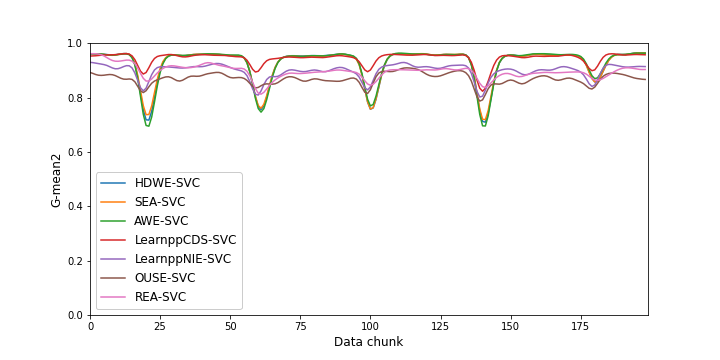 1.0
0.8
0.6
0.4
0.2
0.0
G-mean2
HDWE-SVC
SEA-SVC
AWE-SVC
LearnppCDS-SVC
LearnppNIE-SVC
OUSE-SVC
REA-SVC
0 25 50 75 100 125 150 175
Data chunk